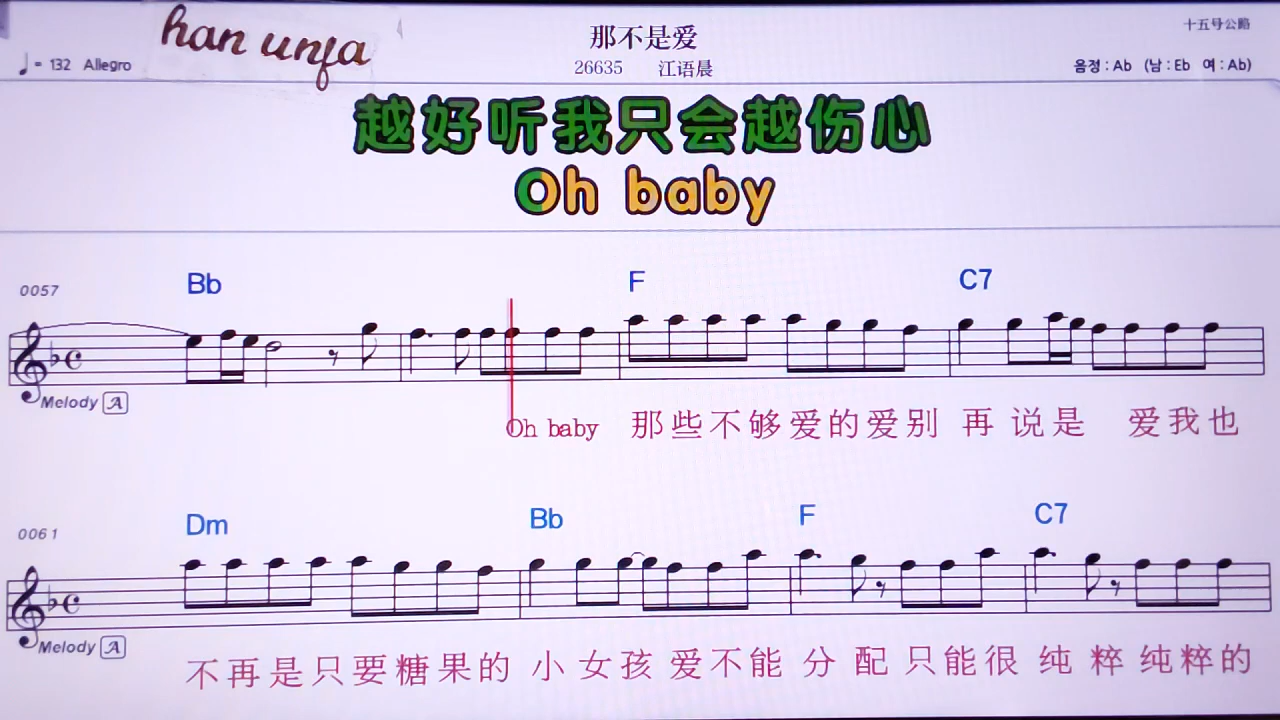 han unfa
那不是爱
十五号公路
♩= 132 Allegro
26635 江语晨
음정 : Ab (남 : Eb 여 : Ab)
越好听我只会越伤心
Oh baby
0057 Bb F C7
Melody A
Oh baby 那些不够爱的爱别再说是 爱我也
0061 Dm Bb F C7
Melody A
不再是只要糖果的小女孩爱不能分配只能很纯粹纯粹的